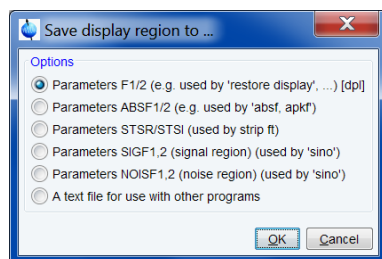 Save display region to ...
Options
Parameters F1/2 (e.g. used by 'restore display', ...) [dpl]
Parameters ABSF1/2 (e.g. used by 'absf, apkf')
Parameters STSR/STSI (used by strip ft)
Parameters SIGF1,2 (signal region) (used by 'sino')
Parameters NOISF1,2 (noise region) (used by 'sino')
A text file for use with other programs
OK Cancel